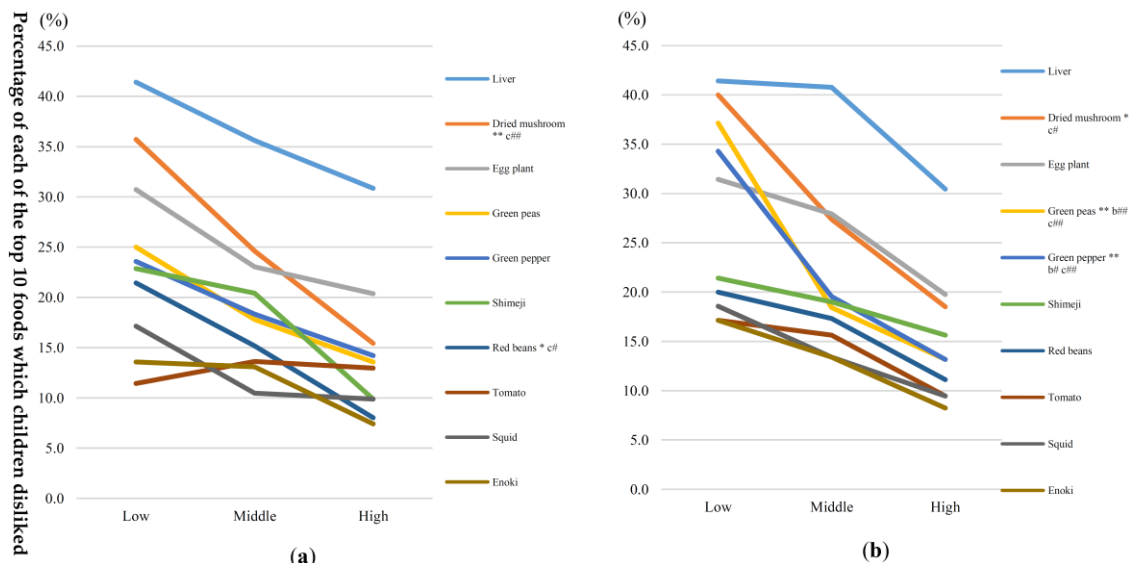 Percentage of each of the top 10 foods which children disliked
(%)
45.0
40.0
35.0
30.0
25.0
20.0
15.0
10.0
5.0
0.0
Low Middle High
Liver
Dried mushroom
** c##
Egg plant
Green peas
Green pepper
Shimeji
Red beans * c#
Tomato
Squid
Enoki
(a)
(%)
45.0
40.0
35.0
30.0
25.0
20.0
15.0
10.0
5.0
0.0
Low Middle High
Liver
Dried mushroom *
c#
Egg plant
Green peas ** b##
c##
Green pepper **
b# c##
Shimeji
Red beans
Tomato
Squid
Enoki
(b)